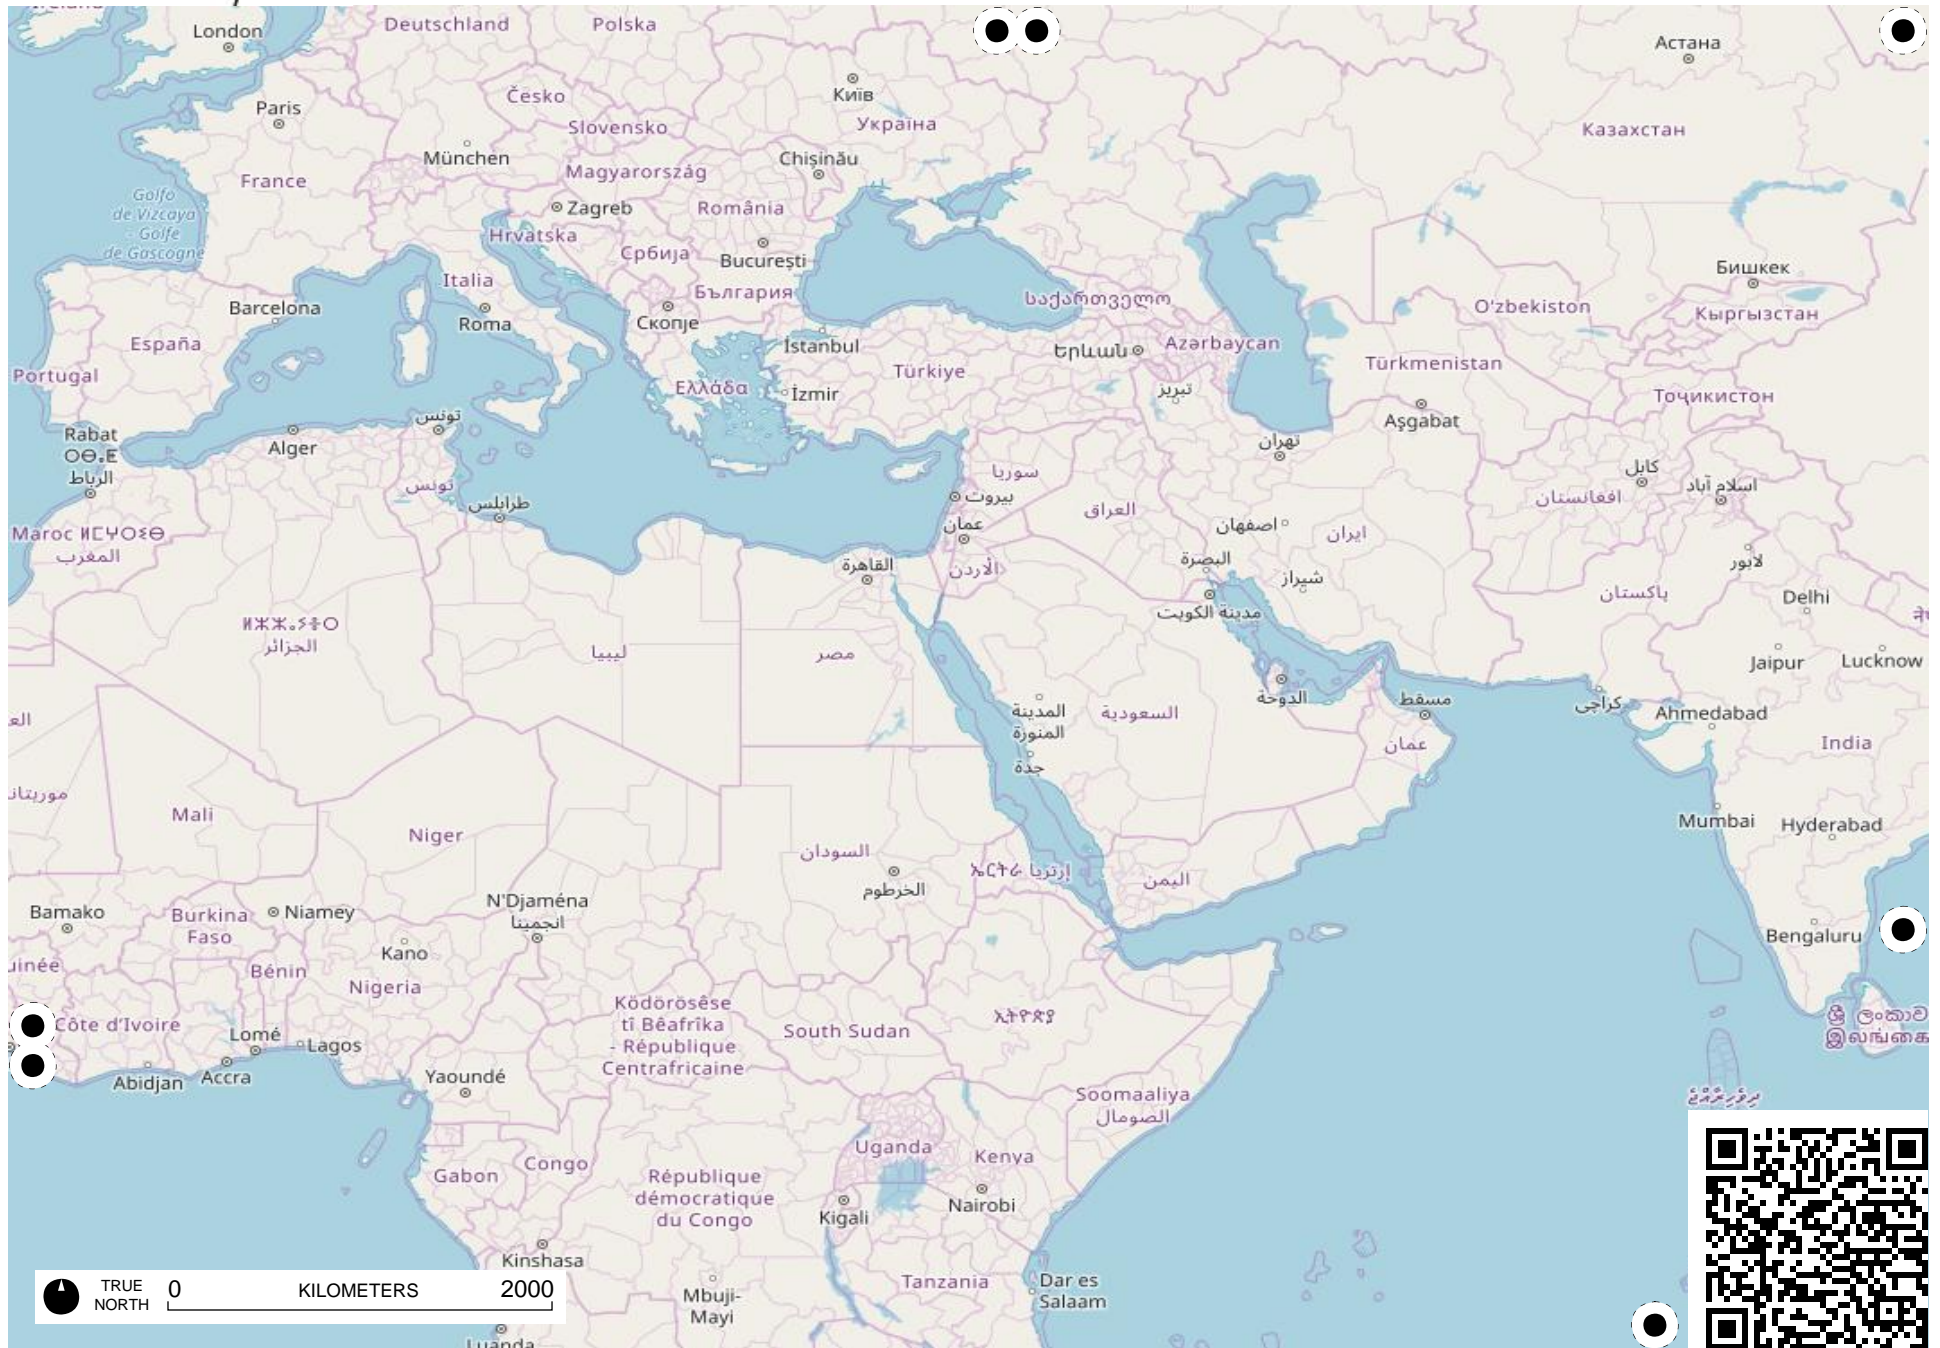 London
Deutschland
Polska
Астана
Paris
Česko
Київ
Україна
Slovensko
Казахстан
München
Chișinău
Magyarország
France
Golfo
de Vizcaya
- Golfe
de Gascogne
Zagreb
România
Hrvatska
Србија
București
Бишкек
Italia
България
საქართველო
O'zbekiston
Кыргызстан
Barcelona
Roma
Скопје
España
İstanbul
Երևան
Azərbaycan
Türkmenistan
Portugal
Ελλάδα
İzmir
Türkiye
تبریز
Тоҷикистон
تونس
Aşgabat
Rabat
ⵔⴱⴰⵟ
الرباط
Alger
تهران
سوريا
کابل
اسلام آباد
تونس
بيروت
افغانستان
طرابلس
العراق
عمان
اصفهان
ایران
Maroc ⵍⵎⵖⵔⵉⴱ
المغرب
القاهرة
الأردن
البصرة
شیراز
لاہور
مدينة الكويت
پاکستان
Delhi
ⵍⵣⵣⴰⵢⴻⵔ
الجزائر
ليبيا
مصر
Jaipur
Lucknow
المدينة
المنورة
السعودية
الدوحة
مسقط
کراچی
Ahmedabad
عمان
India
جدة
Mali
Niger
Mumbai
Hyderabad
السودان
ኤርትራ إرتريا
اليمن
الخرطوم
Bamako
Burkina
Faso
Niamey
N'Djaména
انجمينا
Kano
Bengaluru
Bénin
Nigeria
Côte d'Ivoire
Ködörösêse
tî Bêafrîka
- République
Centrafricaine
South Sudan
ኢትዮጵያ
Lomé
Lagos
Abidjan
Accra
Yaoundé
Soomaaliya
الصومال
ދިވެހިރާއްޖެ
Uganda
Kenya
Gabon
Congo
République
démocratique
du Congo
Kigali
Nairobi
Kinshasa
Tanzania
Mbuji-
Mayi
Dar es
Salaam
TRUE
NORTH
0 KILOMETERS 2000
Luanda